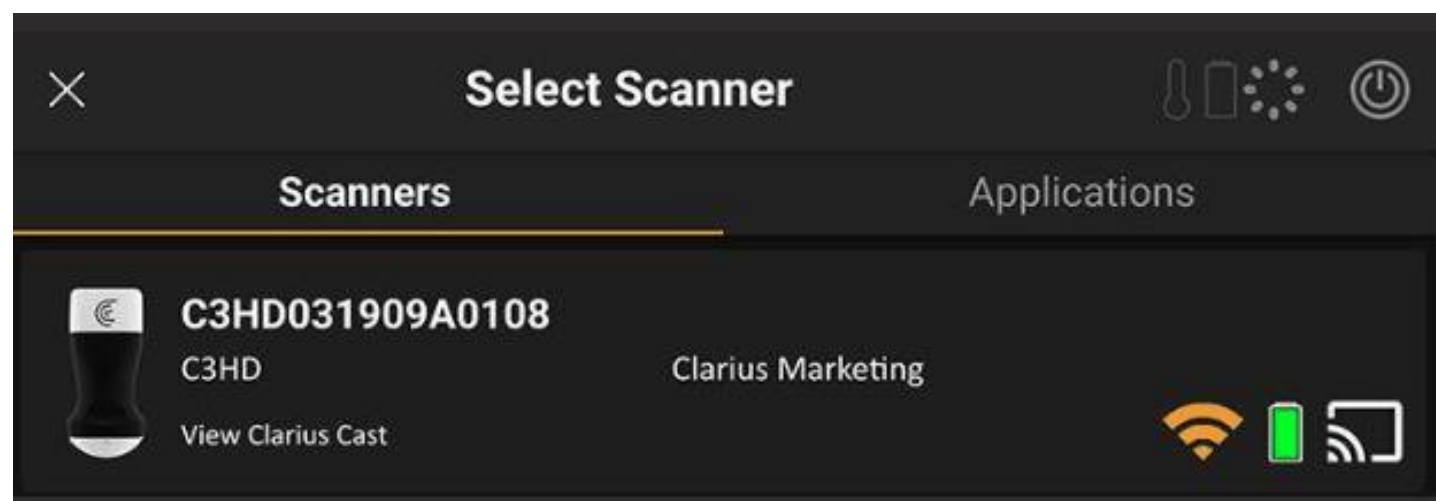 Select Scanner
Scanners Applications
C3HD031909A0108
C3HD Clarius Marketing
View Clarius Cast